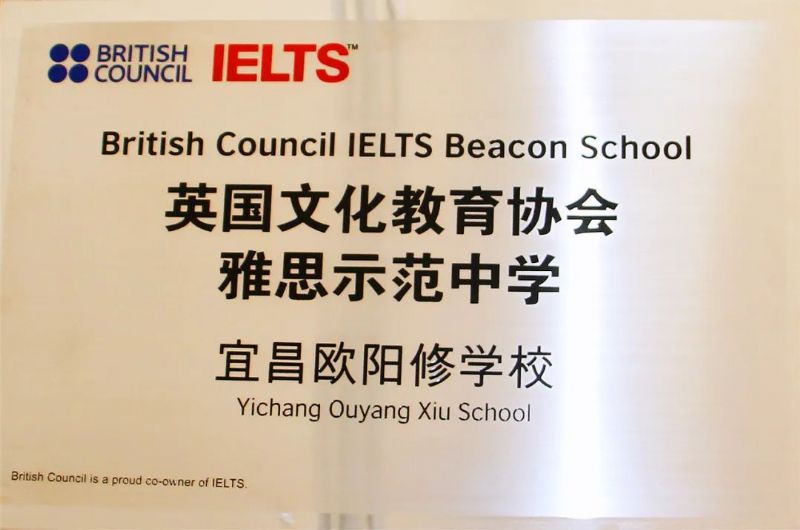 BRITISH COUNCIL IELTS™
British Council IELTS Beacon School
英国文化教育协会
雅思示范中学
宜昌欧阳修学校
Yichang Ouyang Xiu School
British Council is a proud co-owner of IELTS.